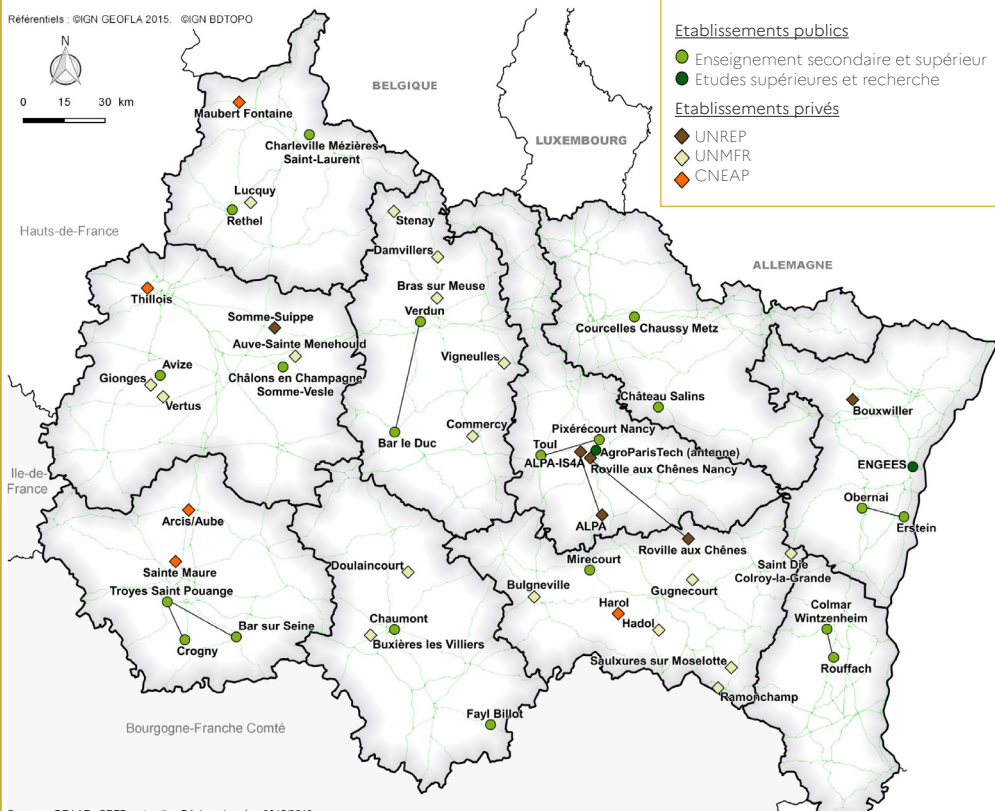 Référentiels : ©IGN GEOFLA 2015. ©IGN BDTOPO
N
0 15 30 km
Etablissements publics
Enseignement secondaire et supérieur
Etudes supérieures et recherche
Etablissements privés
UNREP
UNMFR
CNEAP
BELGIQUE
LUXEMBOURG
ALLEMAGNE
Hauts-de-France
Ile-de-
France
Bourgogne-Franche Comté
Maubert Fontaine
Charleville Mézières
Saint-Laurent
Lucquy
Rethel
Stenay
Damvillers
Bras sur Meuse
Verdun
Thillois
Somme-Suippe
Auve-Sainte Menehould
Avize
Châlons en Champagne
Somme-Vesle
Gionges
Vertus
Vigneulles
Courcelles Chaussy Metz
Château Salins
Bouxwiller
Commercy
Bar le Duc
Pixérécourt Nancy
Toul
AgroParisTech (antenne)
ALPA-IS4A
Roville aux Chênes Nancy
ENGEES
Obernai
Erstein
Arcis/Aube
ALPA
Roville aux Chênes
Saint Dié
Colroy-la-Grande
Sainte Maure
Doulaincourt
Mirecourt
Gugnecourt
Bulgneville
Troyes Saint Pouange
Harol
Hadol
Colmar
Wintzenheim
Chaumont
Bar sur Seine
Crogny
Buxières les Villiers
Rouffach
Saulxures sur Moselotte
Ramonchamp
Fayl Billot